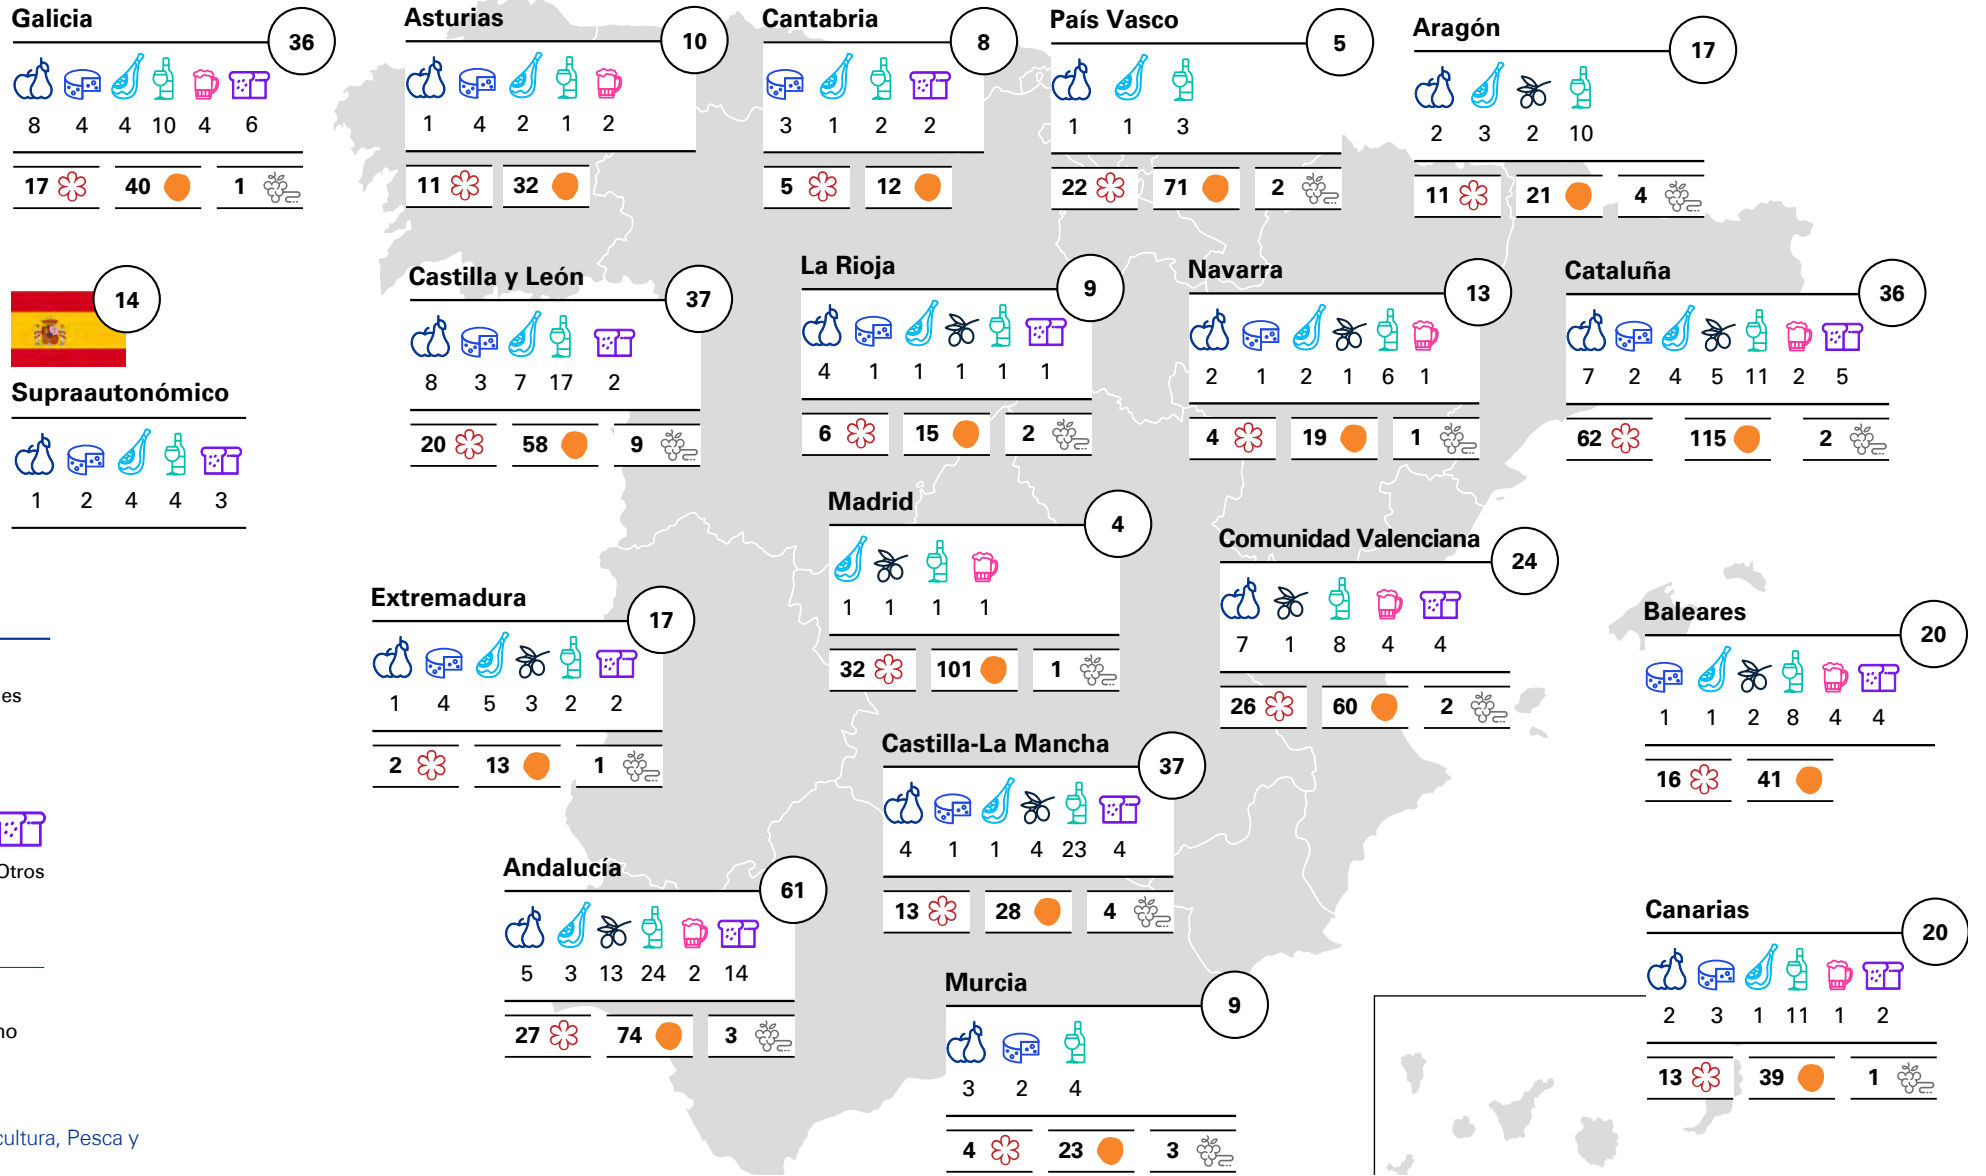 Galicia
36
8 4 4 10 4 6
17 40 1
Asturias
10
1 4 2 1 2
11 32
Cantabria
8
3 1 2 2
5 12
País Vasco
5
1 1 3
22 71 2
Aragón
17
2 3 2 10
11 21 4
14
Supraautonómico
1 2 4 4 3
Castilla y León
37
8 3 7 17 2
20 58 9
La Rioja
9
4 1 1 1 1 1
6 15 2
Navarra
13
2 1 2 1 6 1
4 19 1
Cataluña
36
7 2 4 5 11 2 5
62 115 2
Madrid
4
1 1 1 1
32 101 1
Comunidad Valenciana
24
7 1 8 4 4
26 60 2
Extremadura
17
1 4 5 3 2 2
2 13 1
Baleares
20
1 1 2 8 4 4
16 41
Castilla-La Mancha
37
4 1 1 4 23 4
13 28 4
Andalucía
61
5 3 13 24 2 14
27 74 3
Canarias
20
2 3 1 11 1 2
13 39 1
Murcia
9
3 2 4
4 23 3
es
Otros
no
cultura, Pesca y